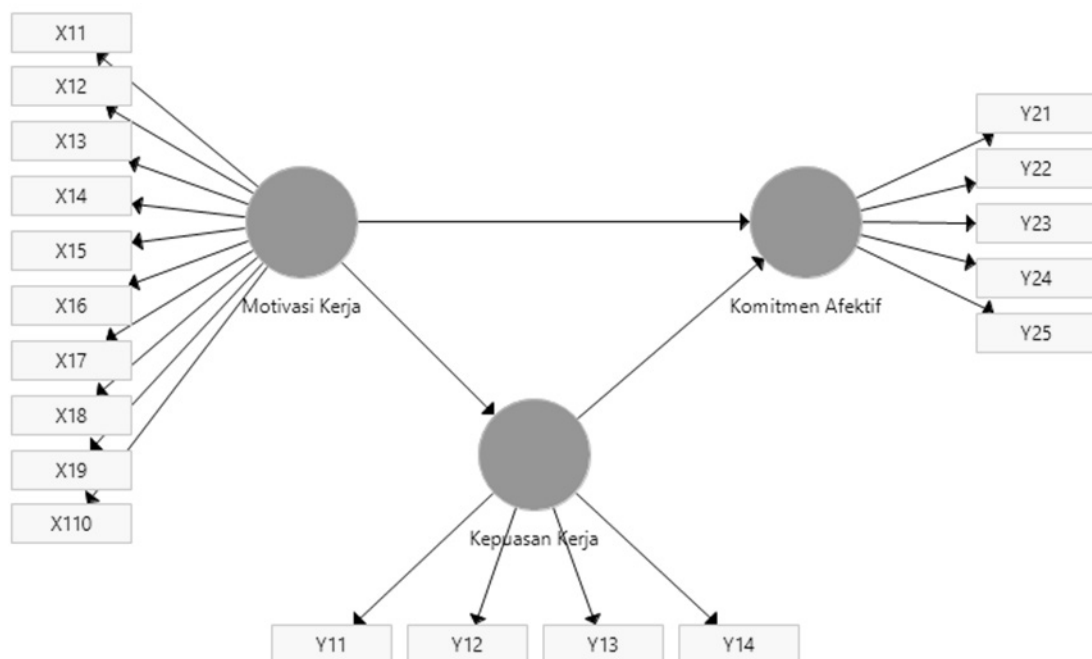 X11
X12
X13
X14
X15
X16
X17
X18
X19
X110
Motivasi Kerja
Komitmen Afektif
Y21
Y22
Y23
Y24
Y25
Kepuasan Kerja
Y11
Y12
Y13
Y14